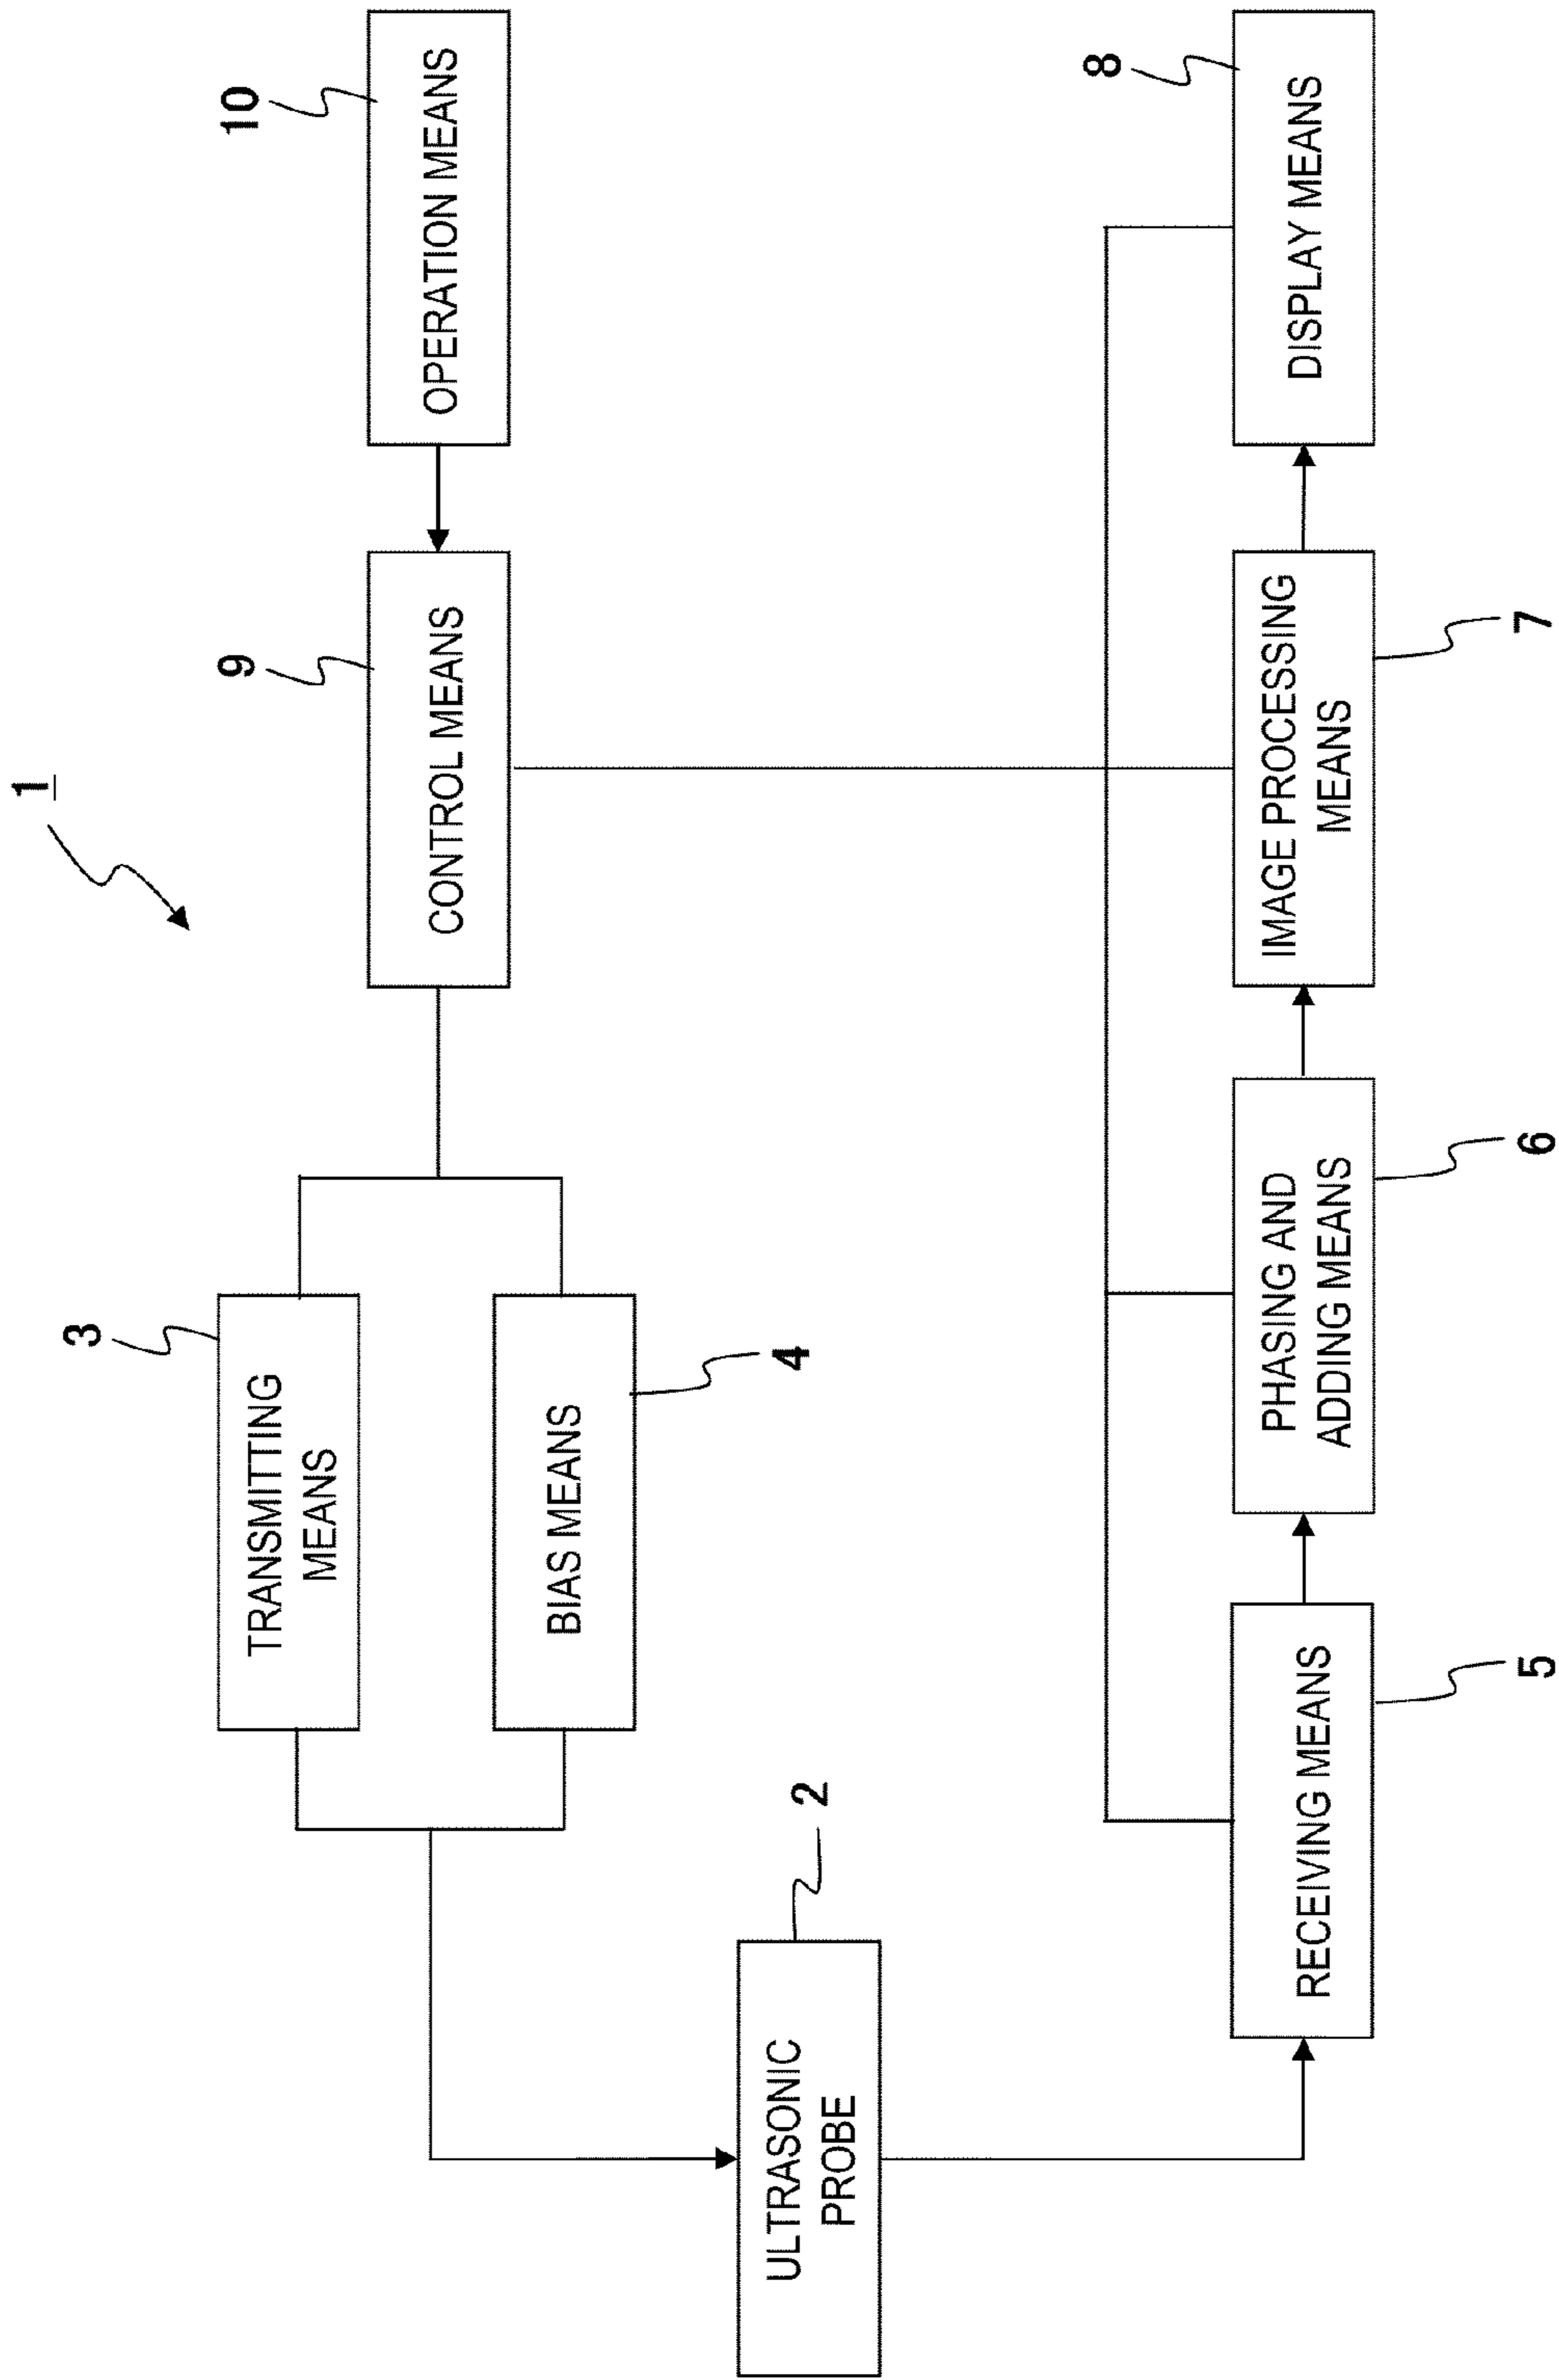 1
10
OPERATION MEANS
9
CONTROL MEANS
3
TRANSMITTING
MEANS
4
BIAS MEANS
2
ULTRASONIC
PROBE
5
RECEIVING MEANS
6
PHASING AND
ADDING MEANS
7
IMAGE PROCESSING
MEANS
8
DISPLAY MEANS